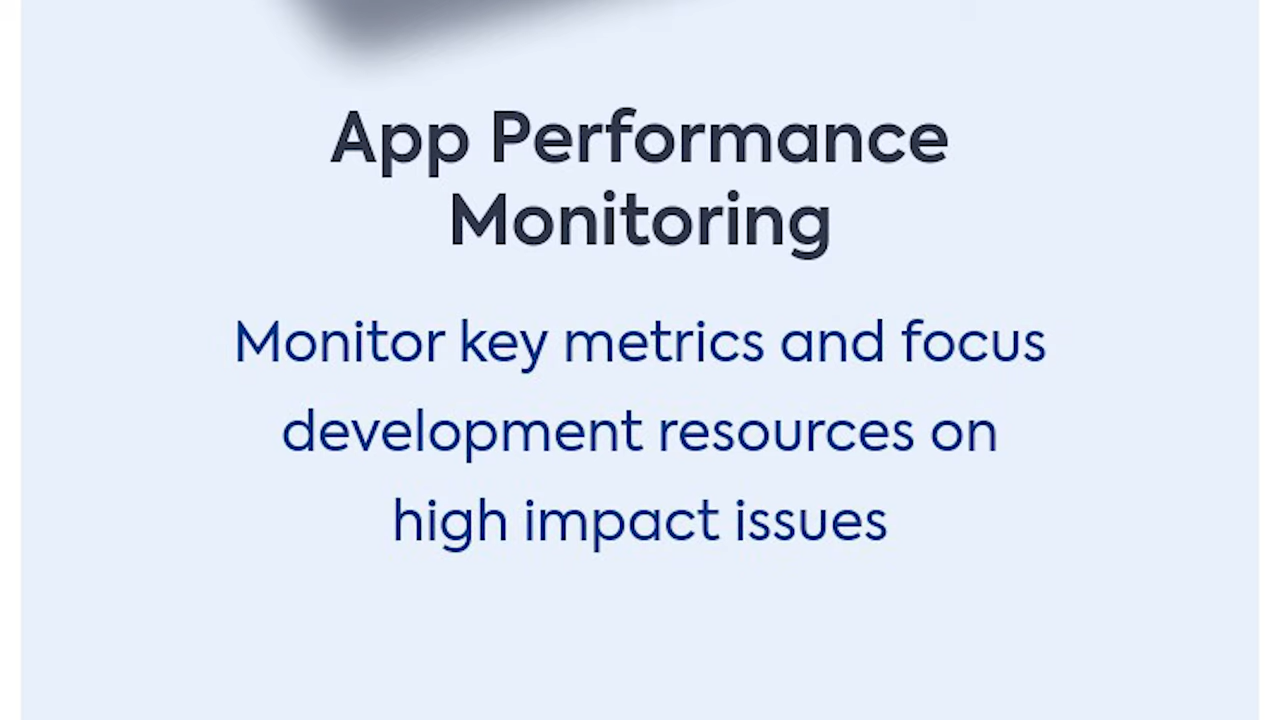 App Performance
Monitoring
Monitor key metrics and focus
development resources on
high impact issues